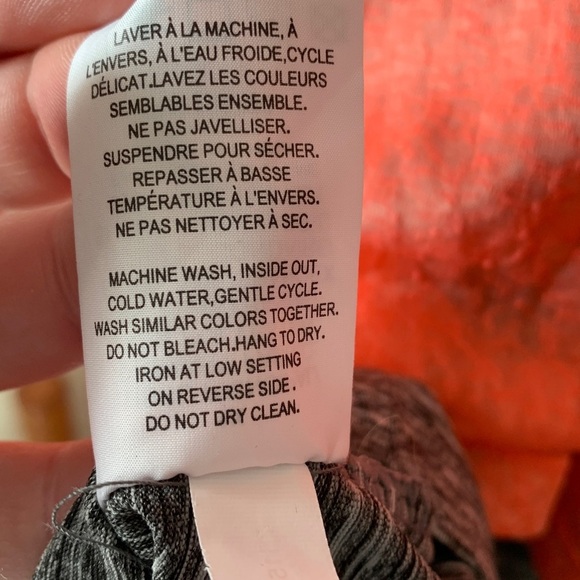 LAVER À LA MACHINE, À
L'ENVERS, À L'EAU FROIDE,CYCLE
DÉLICAT.LAVEZ LES COULEURS
SEMBLABLES ENSEMBLE.
NE PAS JAVELLISER.
SUSPENDRE POUR SÉCHER.
REPASSER À BASSE
TEMPÉRATURE À L'ENVERS.
NE PAS NETTOYER À SEC.
MACHINE WASH, INSIDE OUT,
COLD WATER,GENTLE CYCLE.
WASH SIMILAR COLORS TOGETHER.
DO NOT BLEACH.HANG TO DRY.
IRON AT LOW SETTING
ON REVERSE SIDE.
DO NOT DRY CLEAN.